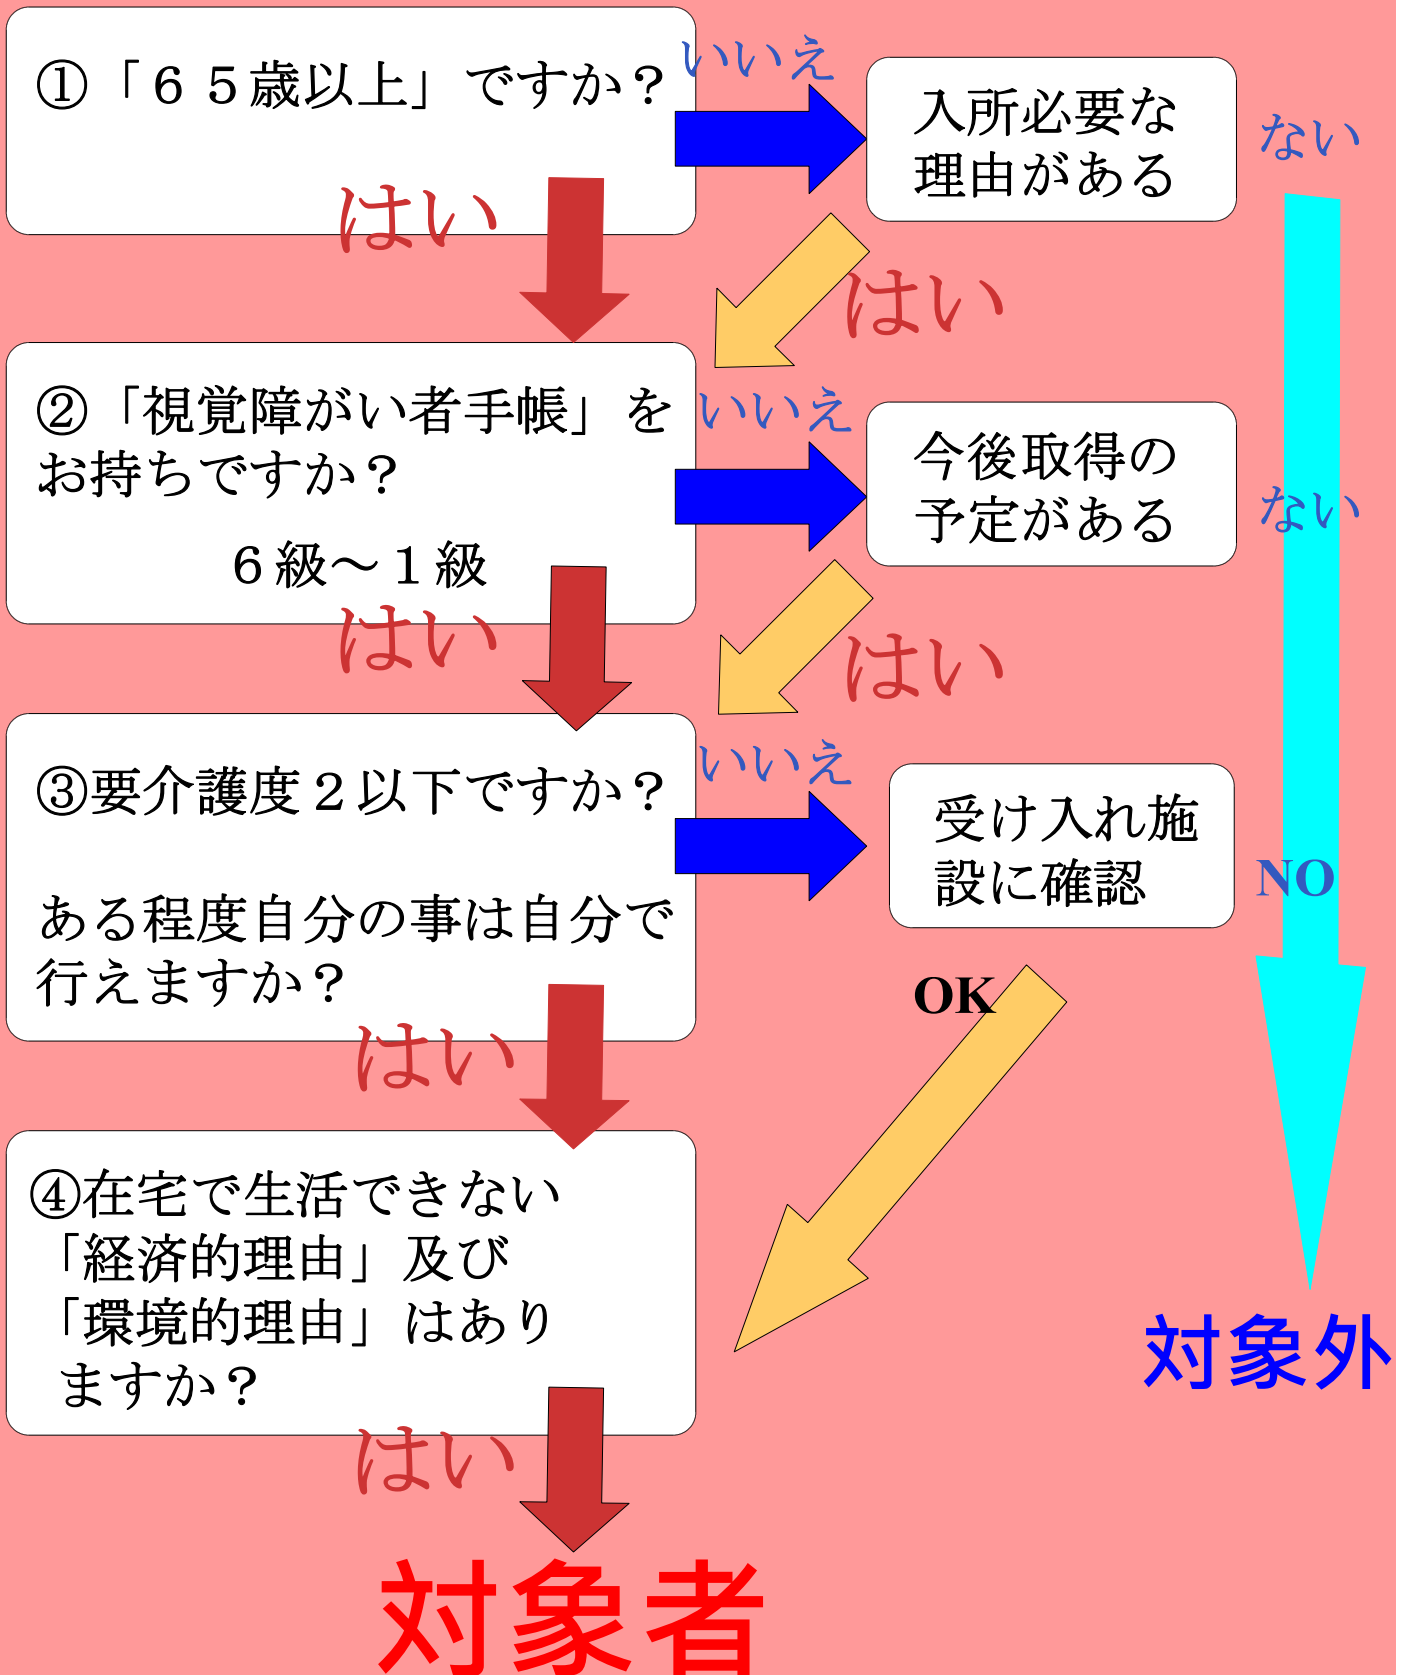 ①「６５歳以上」ですか？
いいえ
入所必要な
理由がある
ない
はい
はい
②「視覚障がい者手帳」を
お持ちですか？
６級～１級
いいえ
今後取得の
予定がある
ない
はい
はい
③要介護度２以下ですか？
ある程度自分の事は自分で
行えますか？
いいえ
受け入れ施
設に確認
NO
OK
はい
④在宅で生活できない
「経済的理由」及び
「環境的理由」はあり
ますか？
はい
対象外
対象者